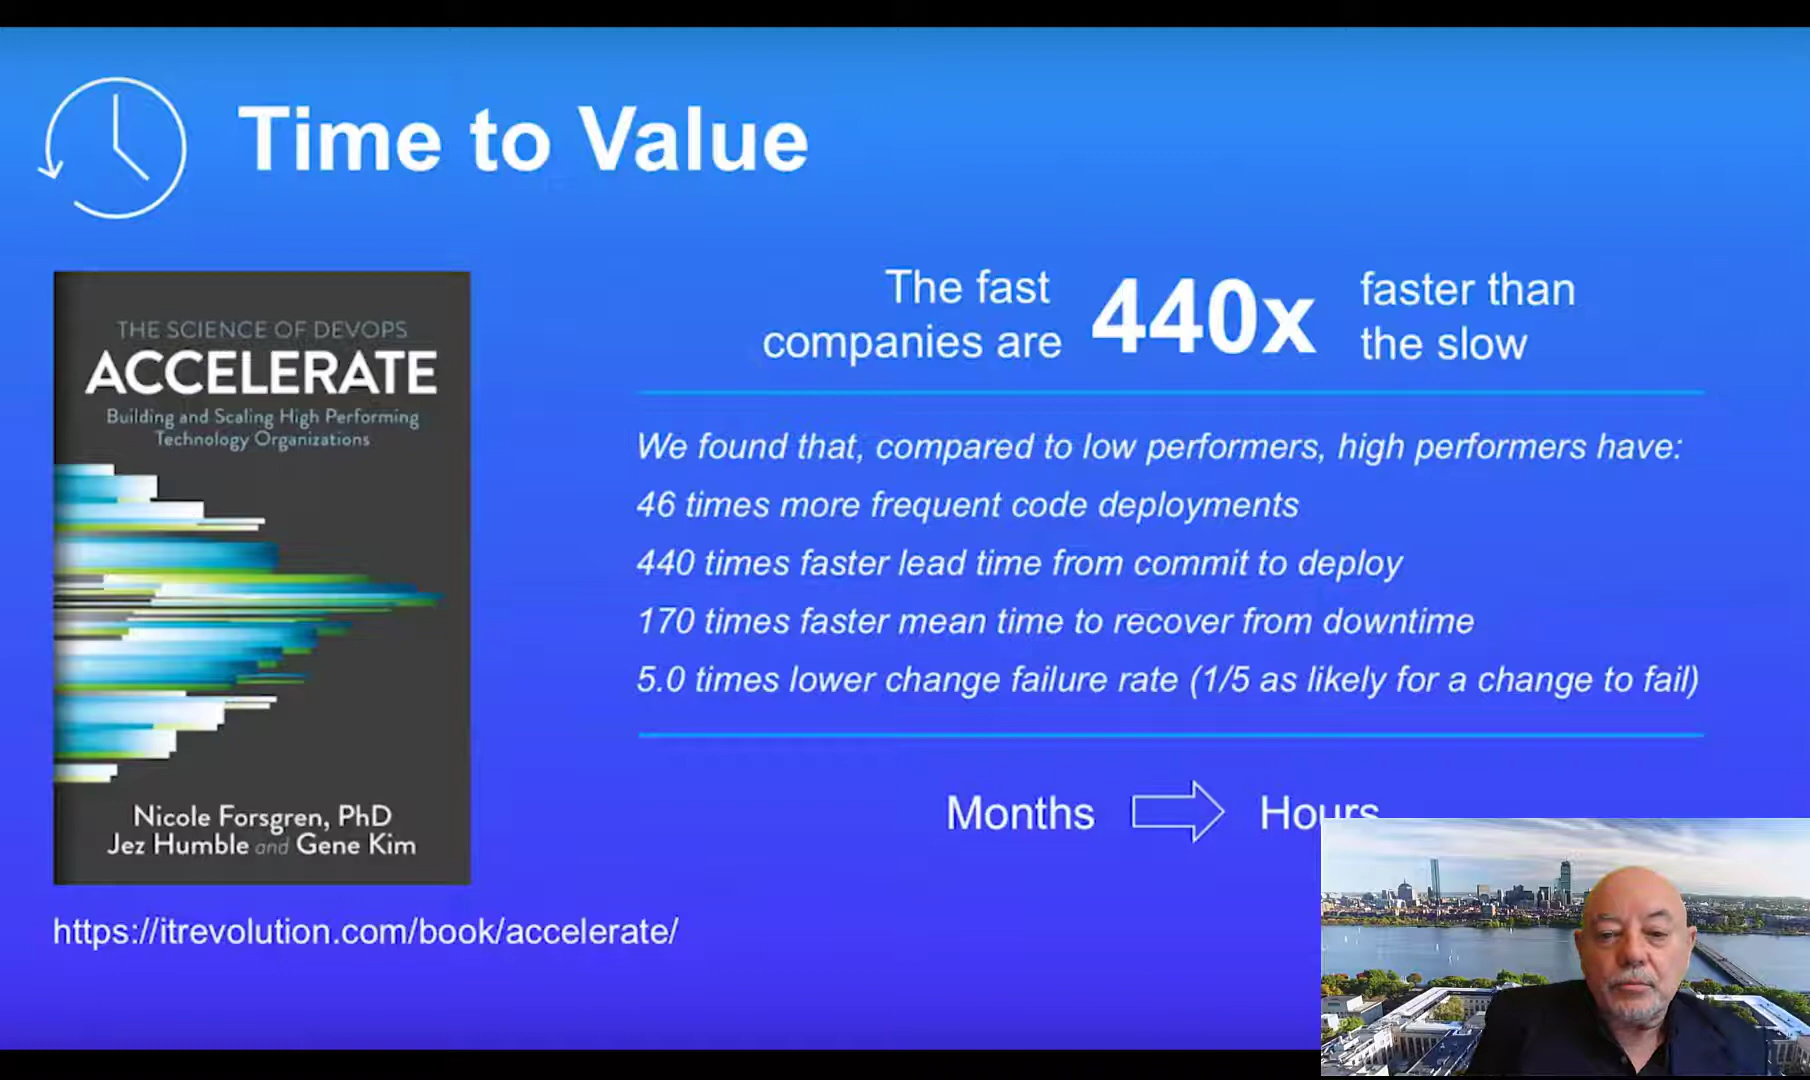 Time to Value
THE SCIENCE OF DEVOPS
ACCELERATE
Building and Scaling High Performing
Technology Organizations
Nicole Forsgren, PhD
Jez Humble and Gene Kim
https://itrevolution.com/book/accelerate/
The fast
companies are
440x
faster than
the slow
We found that, compared to low performers, high performers have:
46 times more frequent code deployments
440 times faster lead time from commit to deploy
170 times faster mean time to recover from downtime
5.0 times lower change failure rate (1/5 as likely for a change to fail)
Months
Hours